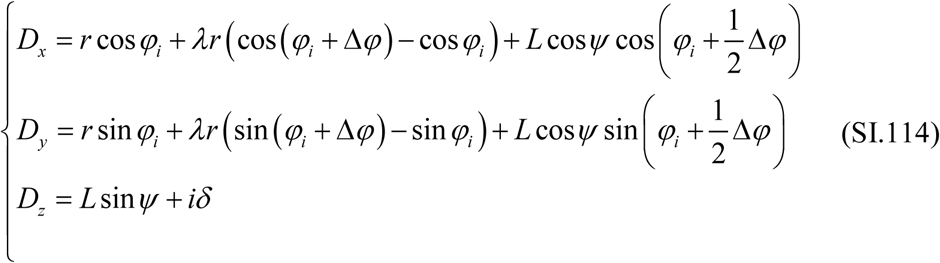 D_x = r cos φ_i + λr(cos(φ_i + Δφ) − cos φ_i) + L cos ψ cos(φ_i + 1/2 Δφ)
D_y = r sin φ_i + λr(sin(φ_i + Δφ) − sin φ_i) + L cos ψ sin(φ_i + 1/2 Δφ) (SI.114)
D_z = L sin ψ + iδ